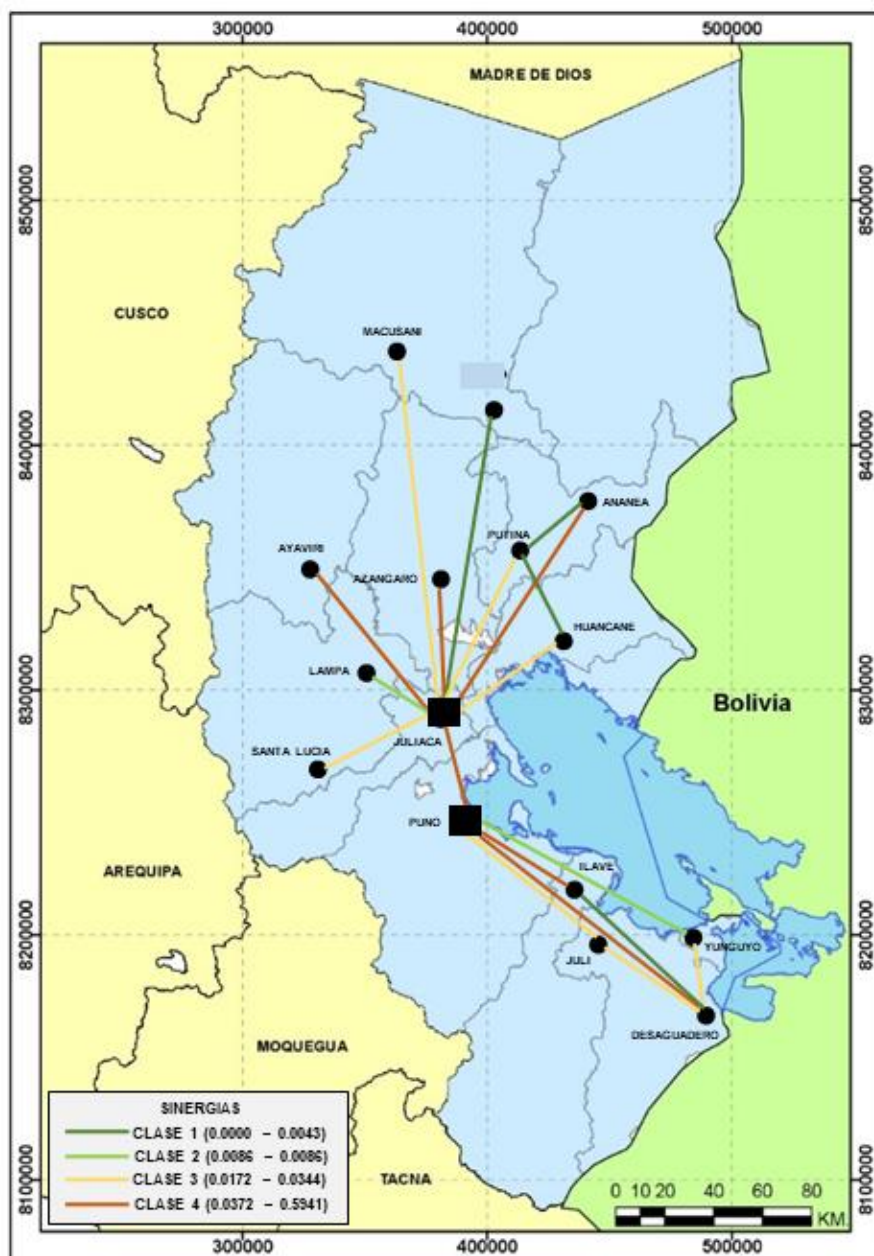 300000 400000 500000
MADRE DE DIOS
8500000
8500000
CUSCO
MACUSANI
8400000
8400000
ANANEA
PUTINA
AYAVIRI
AZANGARO
HUANCANE
LAMPA
8300000
8300000
Bolivia
JULIACA
SANTA LUCIA
PUNO
ILAVE
AREQUIPA
8200000
8200000
YUNGUYO
JULI
DESAGUADERO
MOQUEGUA
SINERGIAS
CLASE 1 (0.0000 – 0.0043)
CLASE 2 (0.0086 – 0.0086)
CLASE 3 (0.0172 – 0.0344)
CLASE 4 (0.0372 – 0.5941)
TACNA
8100000
8100000
0 10 20 40 60 80
KM.
300000 400000 500000